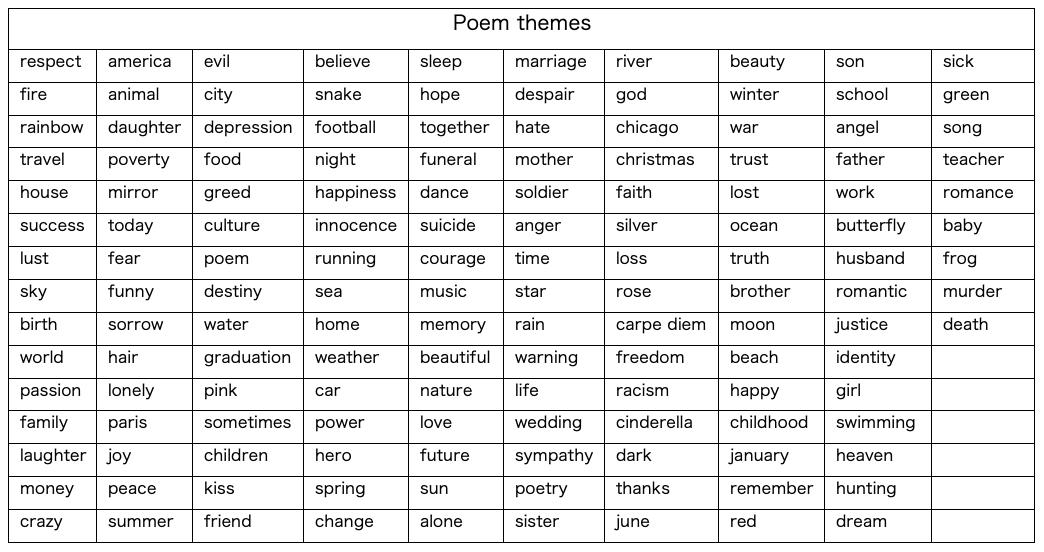 Poem themes
respect america evil believe sleep marriage river beauty son sick
fire animal city snake hope despair god winter school green
rainbow daughter depression football together hate chicago war angel song
travel poverty food night funeral mother christmas trust father teacher
house mirror greed happiness dance soldier faith lost work romance
success today culture innocence suicide anger silver ocean butterfly baby
lust fear poem running courage time loss truth husband frog
sky funny destiny sea music star rose brother romantic murder
birth sorrow water home memory rain carpe diem moon justice death
world hair graduation weather beautiful warning freedom beach identity
passion lonely pink car nature life racism happy girl
family paris sometimes power love wedding cinderella childhood swimming
laughter joy children hero future sympathy dark january heaven
money peace kiss spring sun poetry thanks remember hunting
crazy summer friend change alone sister june red dream